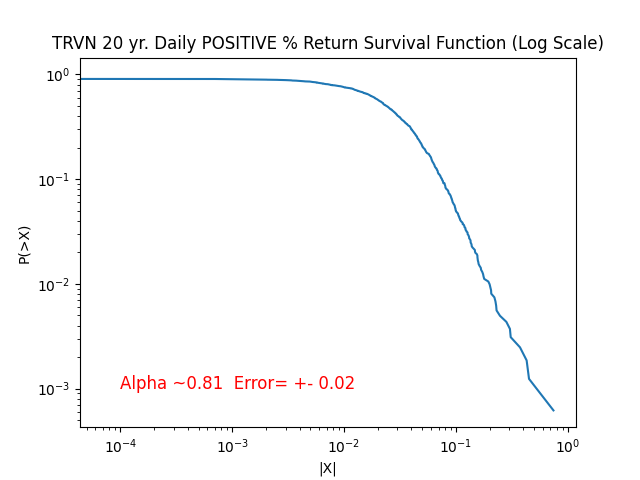 TRVN 20 yr. Daily POSITIVE % Return Survival Function (Log Scale)
10⁰
10⁻¹
10⁻²
10⁻³
P(>X)
Alpha ~0.81  Error= +- 0.02
10⁻⁴ 10⁻³ 10⁻² 10⁻¹ 10⁰
|X|